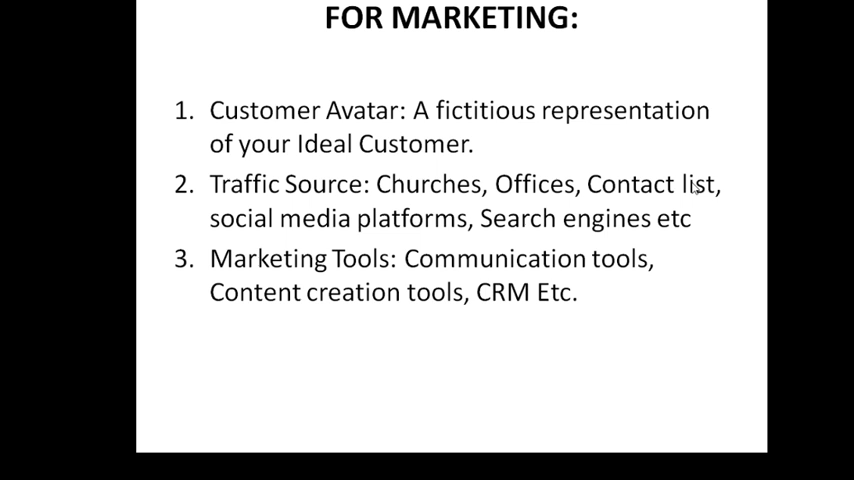 FOR MARKETING:
1. Customer Avatar: A fictitious representation
of your Ideal Customer.
2. Traffic Source: Churches, Offices, Contact list,
social media platforms, Search engines etc
3. Marketing Tools: Communication tools,
Content creation tools, CRM Etc.